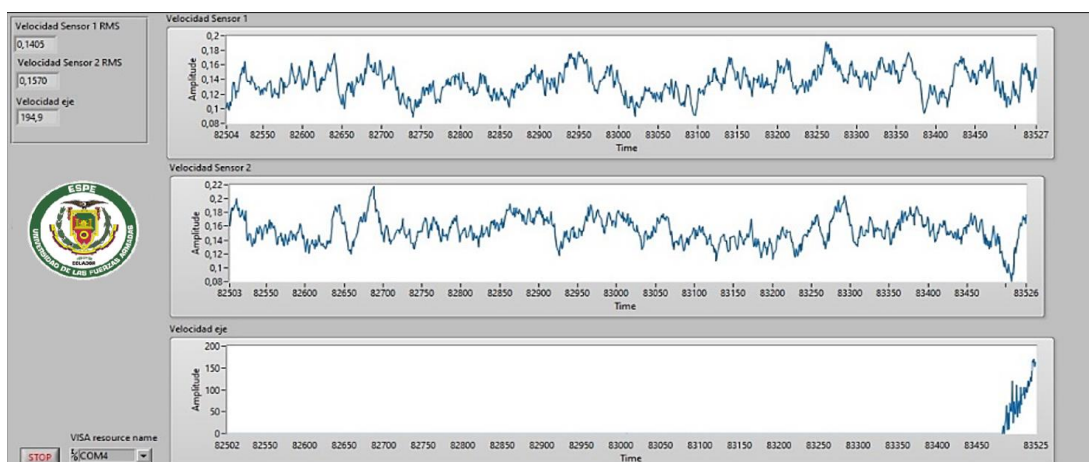 Velocidad Sensor 1 RMS
0,1405
Velocidad Sensor 2 RMS
0,1570
Velocidad eje
194,9
Velocidad Sensor 1
Amplitude
0,2
0,18
0,16
0,14
0,12
0,1
0,08
82504 82550 82600 82650 82700 82750 82800 82850 82900 82950 83000 83050 83100 83150 83200 83250 83300 83350 83400 83450 83527
Time
ESPE
ECUADOR
UNIVERSIDAD DE LAS FUERZAS ARMADAS
Velocidad Sensor 2
Amplitude
0,22
0,2
0,18
0,16
0,14
0,12
0,1
0,08
82503 82550 82600 82650 82700 82750 82800 82850 82900 82950 83000 83050 83100 83150 83200 83250 83300 83350 83400 83450 83526
Time
Velocidad eje
Amplitude
200
150
100
50
0
82502 82550 82600 82650 82700 82750 82800 82850 82900 82950 83000 83050 83100 83150 83200 83250 83300 83350 83400 83450 83525
Time
VISA resource name
STOP
COM4